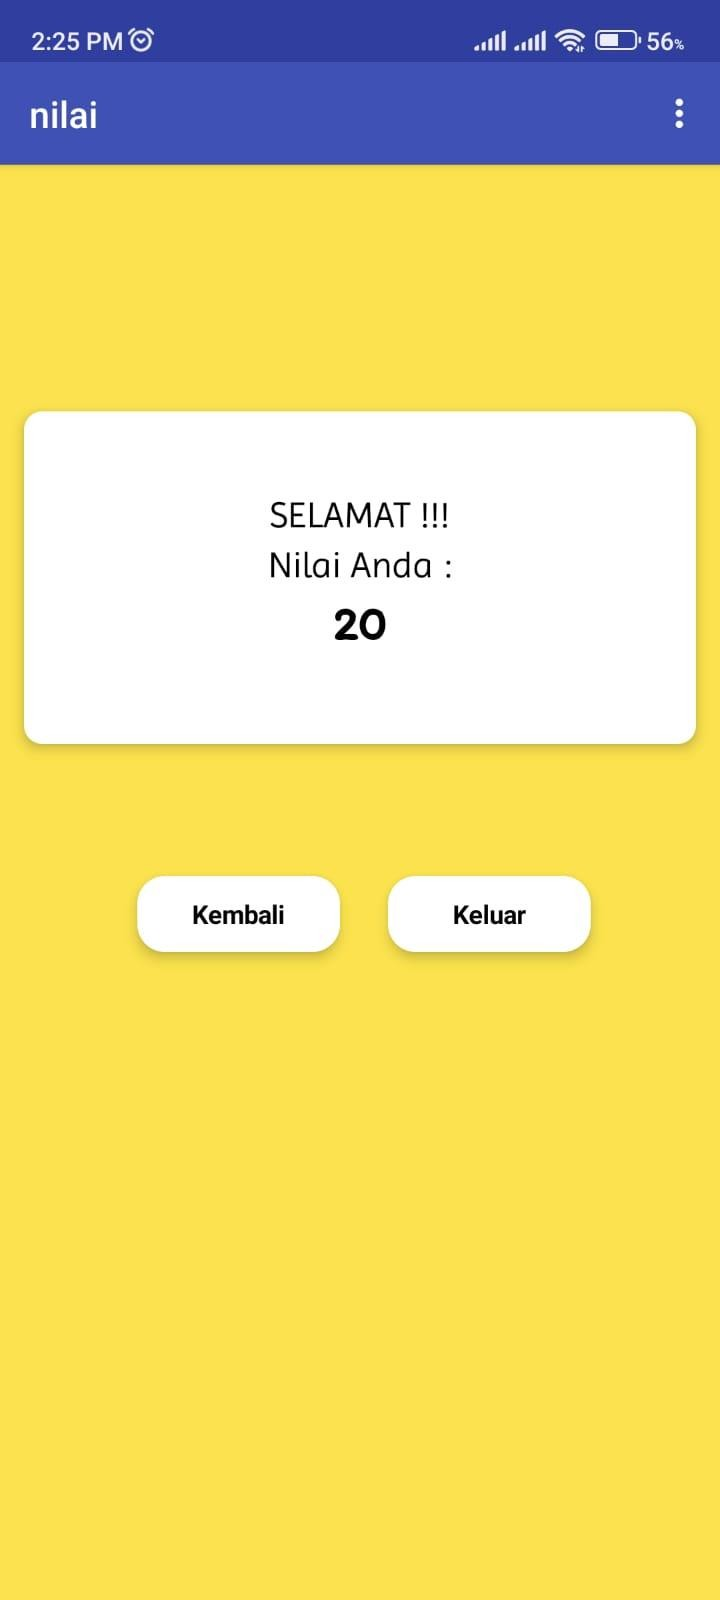 2:25 PM 56%
nilai
SELAMAT !!!
Nilai Anda :
20
Kembali Keluar